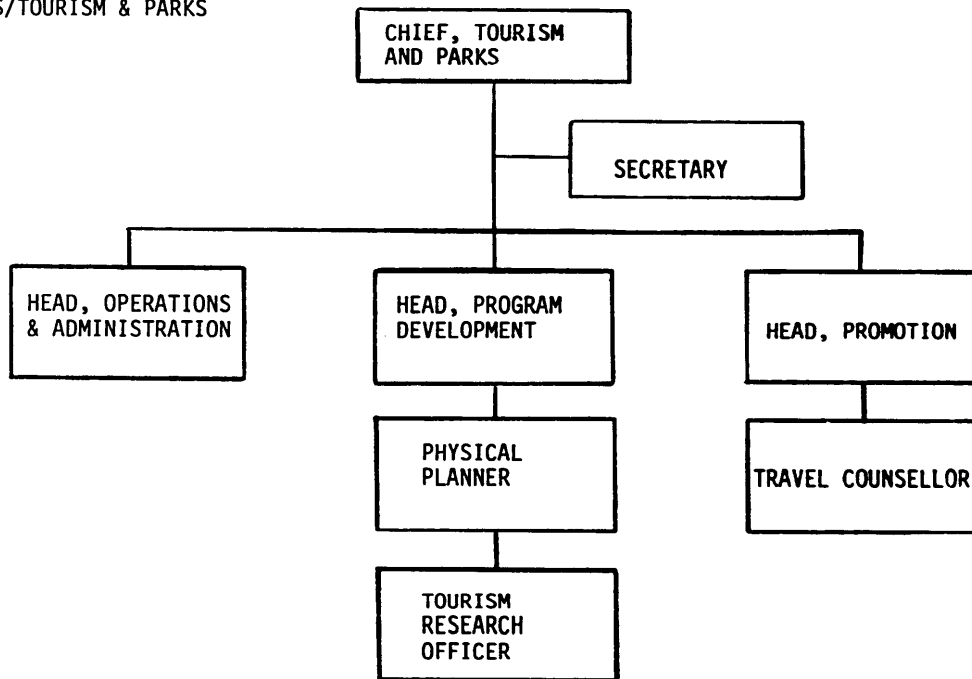 S/TOURISM & PARKS
CHIEF, TOURISM
AND PARKS
SECRETARY
HEAD, OPERATIONS
& ADMINISTRATION
HEAD, PROGRAM
DEVELOPMENT
HEAD, PROMOTION
PHYSICAL
PLANNER
TRAVEL COUNSELLOR
TOURISM
RESEARCH
OFFICER